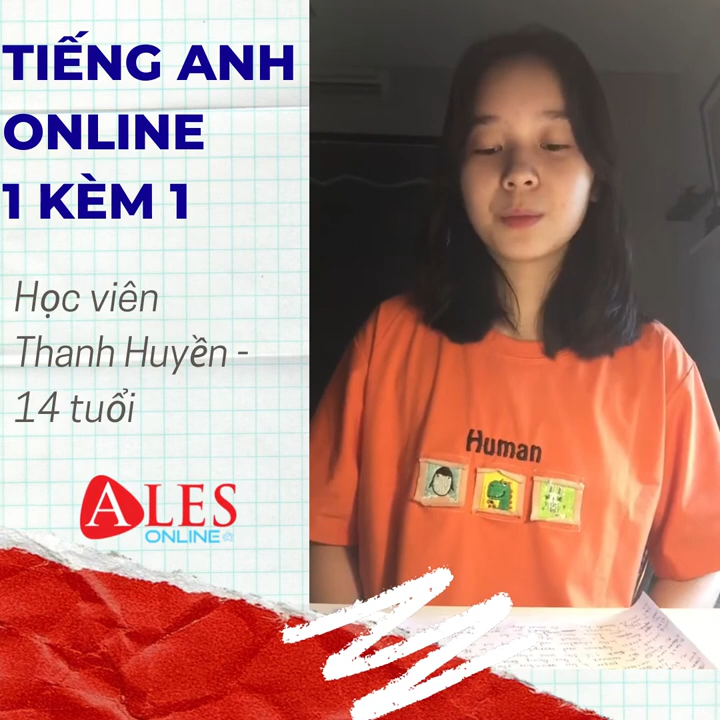 TIẾNG ANH
ONLINE
1 KÈM 1
Học viên
Thanh Huyền -
14 tuổi
ALES
ONLINE
Human